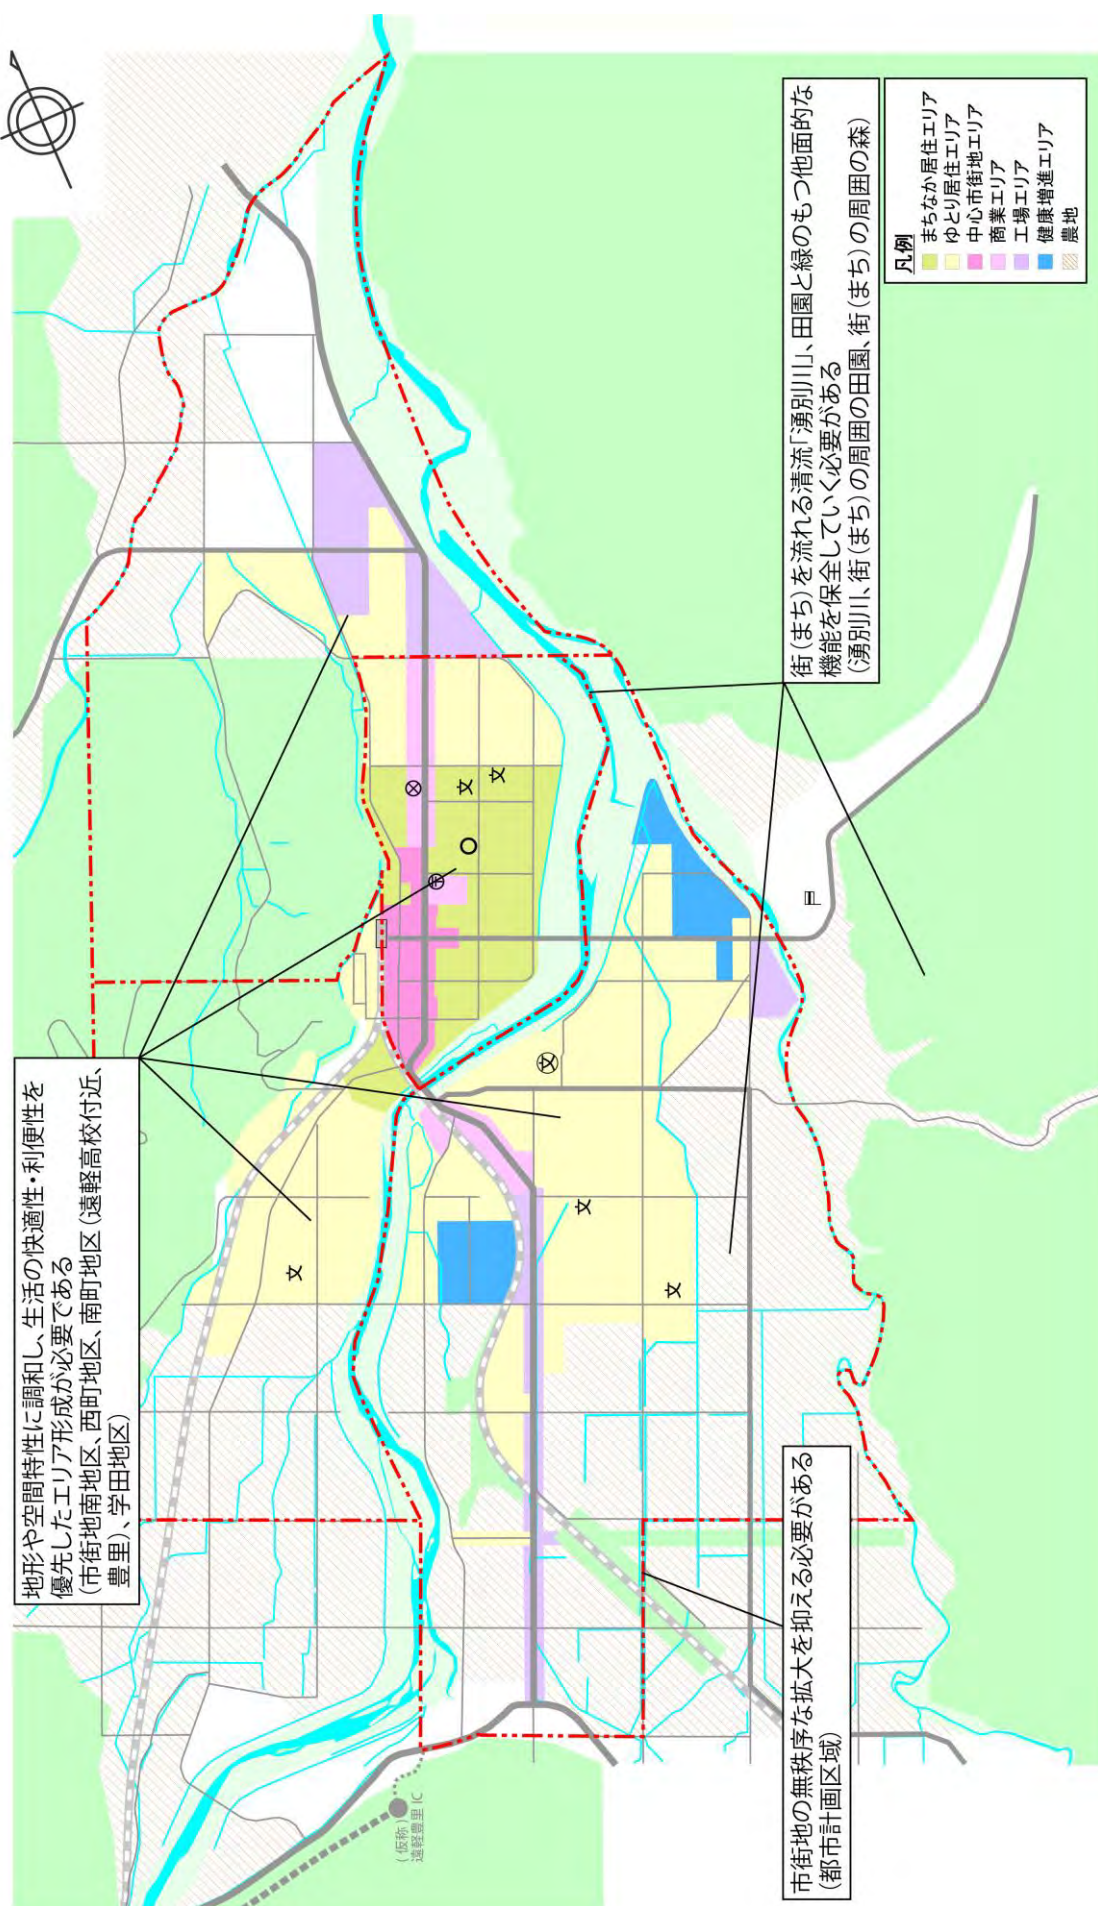 地形や空間特性に調和し、生活の快適性・利便性を
優先したエリア形成が必要である
(市街地南地区、西町地区、南町地区(遠軽高校付近、
豊里)、学田地区)
街(まち)を流れる清流「湧別川」、田園と緑のもつ他面的な
機能を保全していく必要がある
(湧別川、街(まち)の周囲の田園、街(まち)の周囲の森)
凡例
まちなか居住エリア
ゆとり居住エリア
中心市街地エリア
商業エリア
工場エリア
健康増進エリア
農地
市街地の無秩序な拡大を抑える必要がある
(都市計画区域)
(仮称)
遠軽豊里 IC
文
文
文
文
文
文